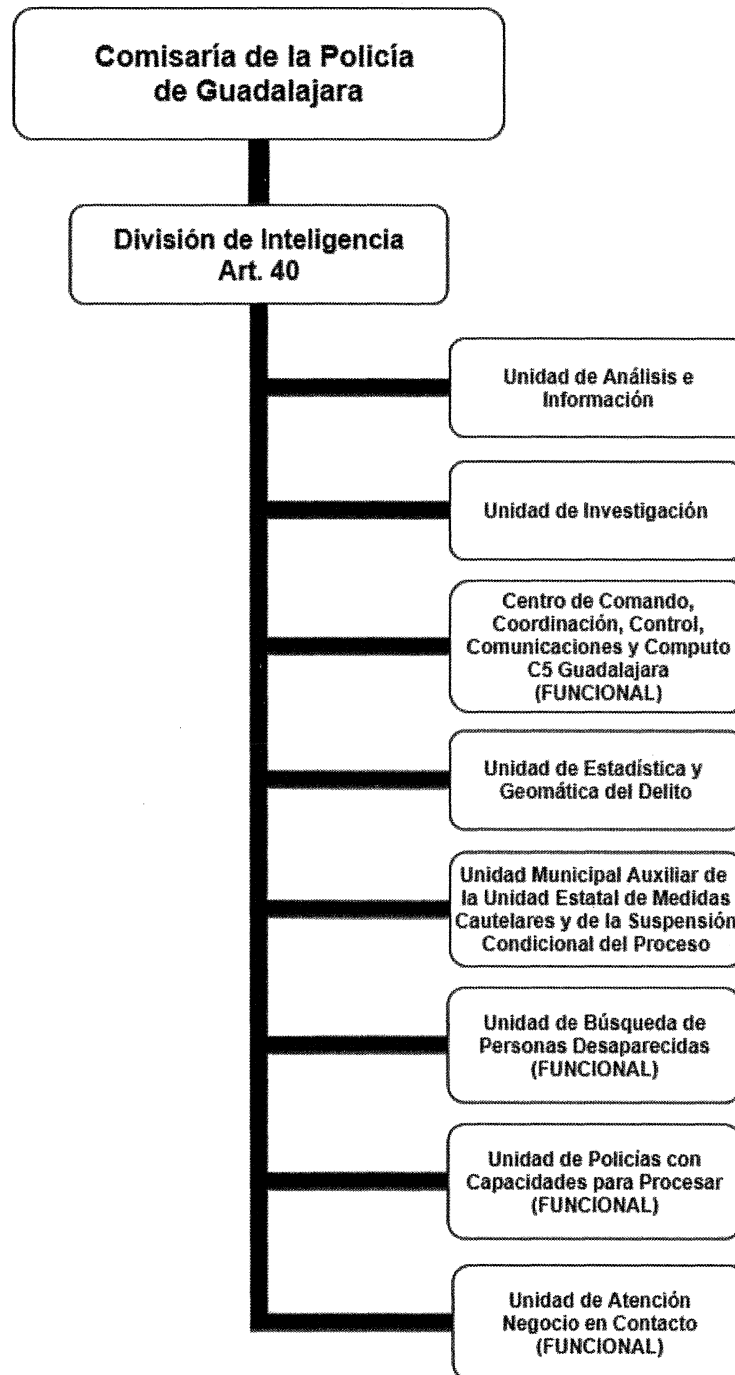 Comisaría de la Policía
de Guadalajara
División de Inteligencia
Art. 40
Unidad de Análisis e
Información
Unidad de Investigación
Centro de Comando,
Coordinación, Control,
Comunicaciones y Computo
C5 Guadalajara
(FUNCIONAL)
Unidad de Estadística y
Geomática del Delito
Unidad Municipal Auxiliar de
la Unidad Estatal de Medidas
Cautelares y de la Suspensión
Condicional del Proceso
Unidad de Búsqueda de
Personas Desaparecidas
(FUNCIONAL)
Unidad de Policías con
Capacidades para Procesar
(FUNCIONAL)
Unidad de Atención
Negocio en Contacto
(FUNCIONAL)